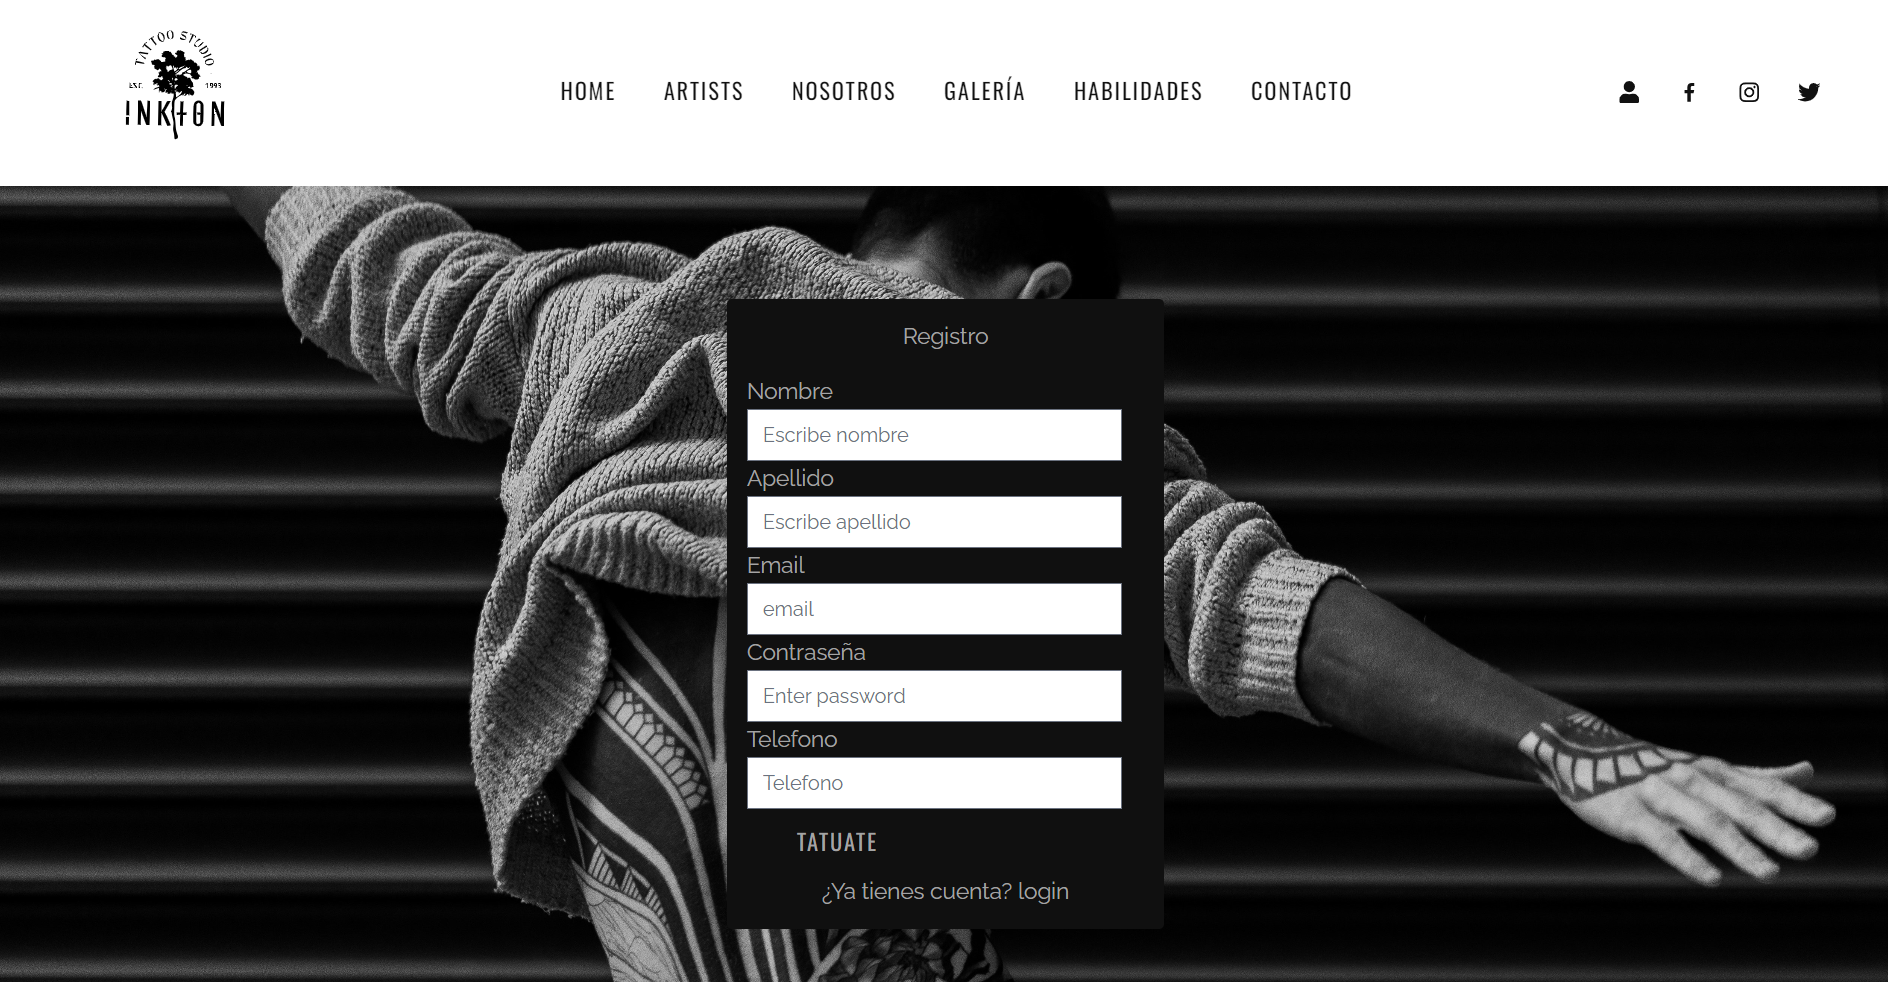 TATTOO STUDIO
EST. 1993
INKTON
HOME ARTISTS NOSOTROS GALERÍA HABILIDADES CONTACTO
Registro
Nombre
Escribe nombre
Apellido
Escribe apellido
Email
email
Contraseña
Enter password
Telefono
Telefono
TATUATE
¿Ya tienes cuenta? login